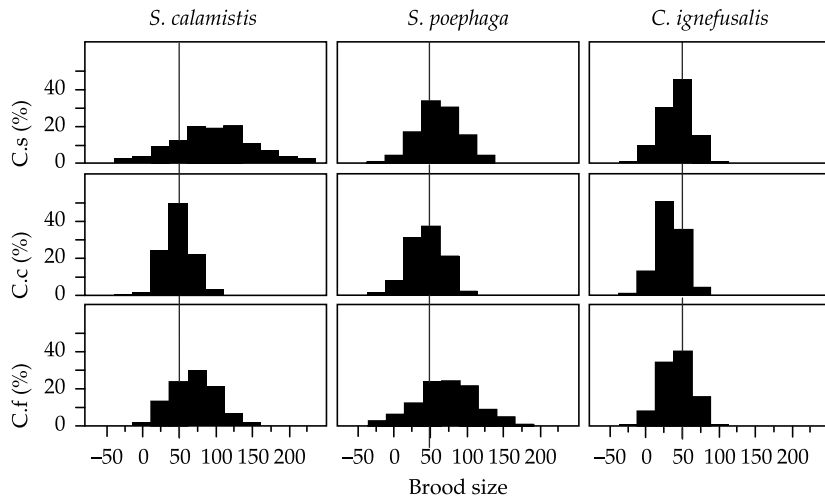 S. calamistis S. poephaga C. ignefusalis
C.s (%)
40
20
0
C.c (%)
40
20
0
C.f (%)
40
20
0
−50 0 50 100 150 200 −50 0 50 100 150 200 −50 0 50 100 150 200
Brood size